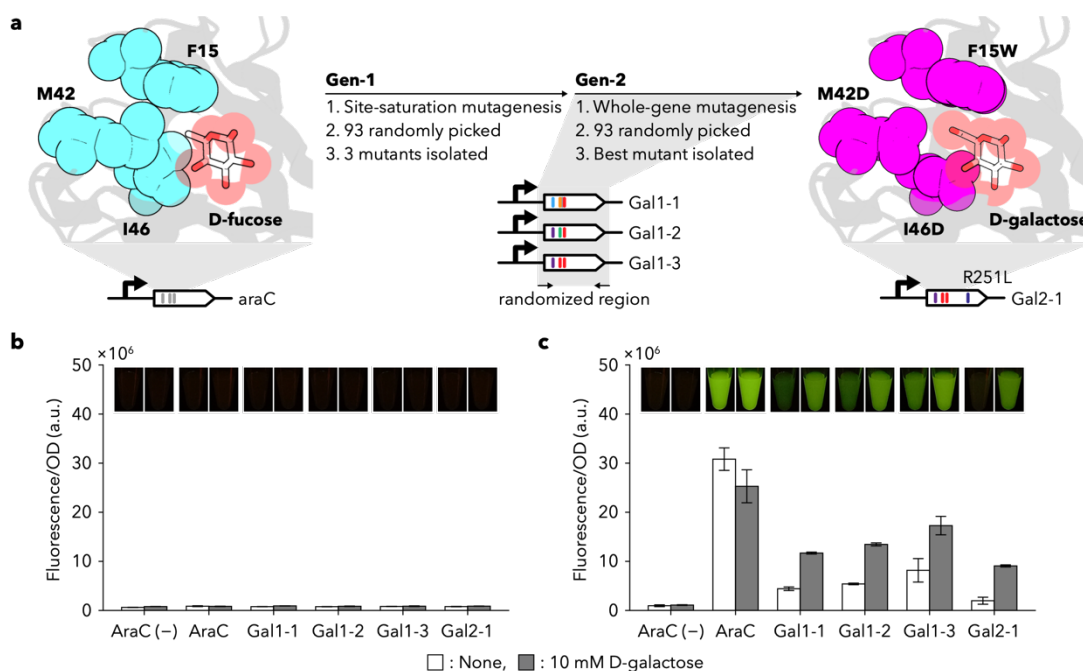 a
F15
M42
I46
D-fucose
araC
Gen-1
1. Site-saturation mutagenesis
2. 93 randomly picked
3. 3 mutants isolated
Gen-2
1. Whole-gene mutagenesis
2. 93 randomly picked
3. Best mutant isolated
Gal1-1
Gal1-2
Gal1-3
randomized region
F15W
M42D
I46D
D-galactose
R251L
Gal2-1
b
×10⁶
50
40
30
20
10
0
Fluorescence/OD (a.u.)
AraC (−) AraC Gal1-1 Gal1-2 Gal1-3 Gal2-1
c
×10⁶
50
40
30
20
10
0
Fluorescence/OD (a.u.)
AraC (−) AraC Gal1-1 Gal1-2 Gal1-3 Gal2-1
: None, : 10 mM D-galactose